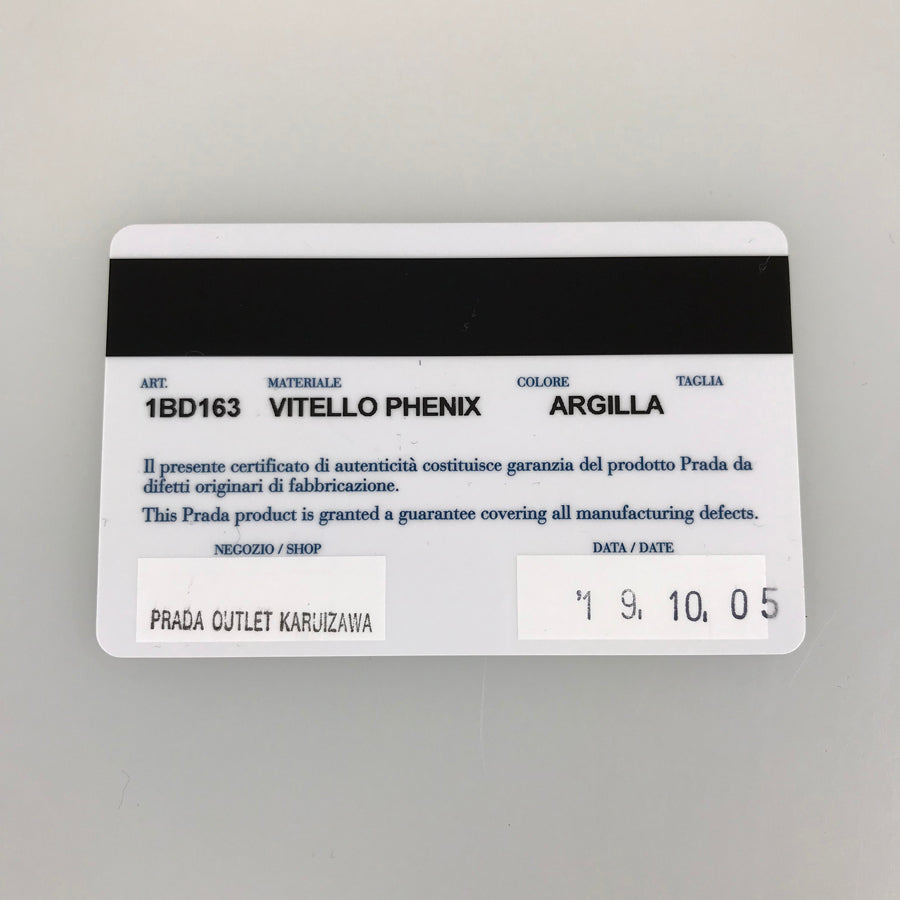 ART. MATERIALE COLORE TAGLIA
1BD163 VITELLO PHENIX ARGILLA
Il presente certificato di autenticità costituisce garanzia del prodotto Prada da
difetti originari di fabbricazione.
This Prada product is granted a guarantee covering all manufacturing defects.
NEGOZIO / SHOP DATA / DATE
PRADA OUTLET KARUIZAWA '19. 10. 05